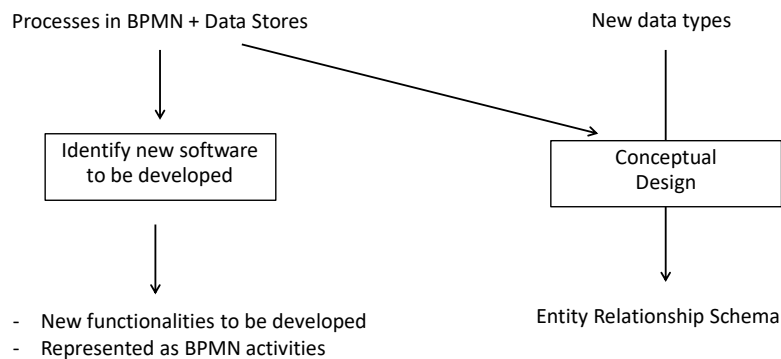 Processes in BPMN + Data Stores
New data types
Identify new software
to be developed
Conceptual
Design
- New functionalities to be developed
- Represented as BPMN activities
Entity Relationship Schema